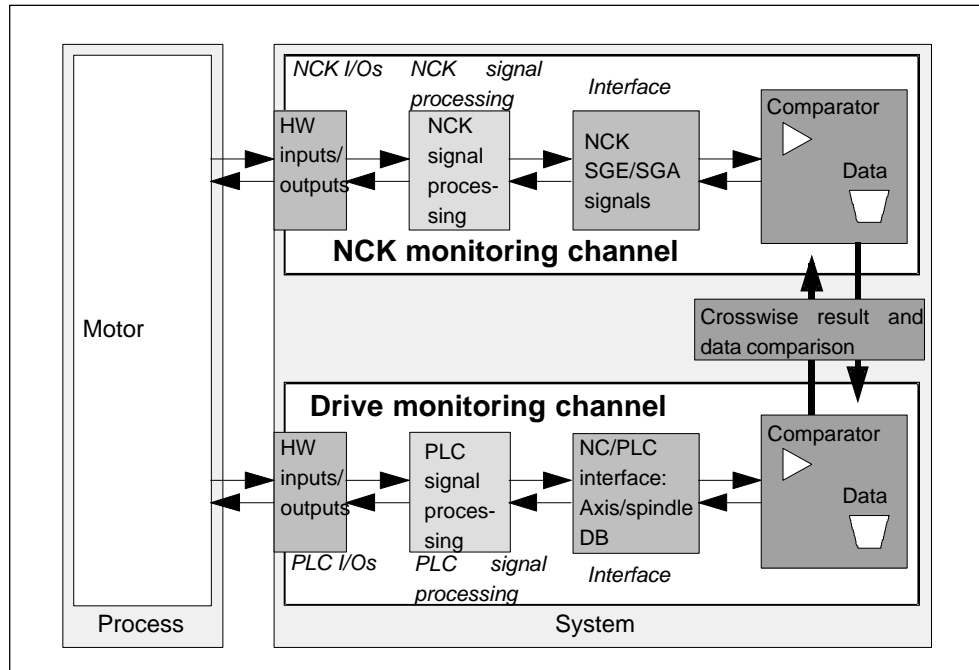 NCK I/Os
NCK signal
processing
Interface
HW
inputs/
outputs
NCK
signal
proces-
sing
NCK
SGE/SGA
signals
Comparator
Data
NCK monitoring channel
Motor
Crosswise result and
data comparison
Drive monitoring channel
HW
inputs/
outputs
PLC
signal
proces-
sing
NC/PLC
interface:
Axis/spindle
DB
Comparator
Data
PLC I/Os
PLC signal
processing
Interface
Process
System